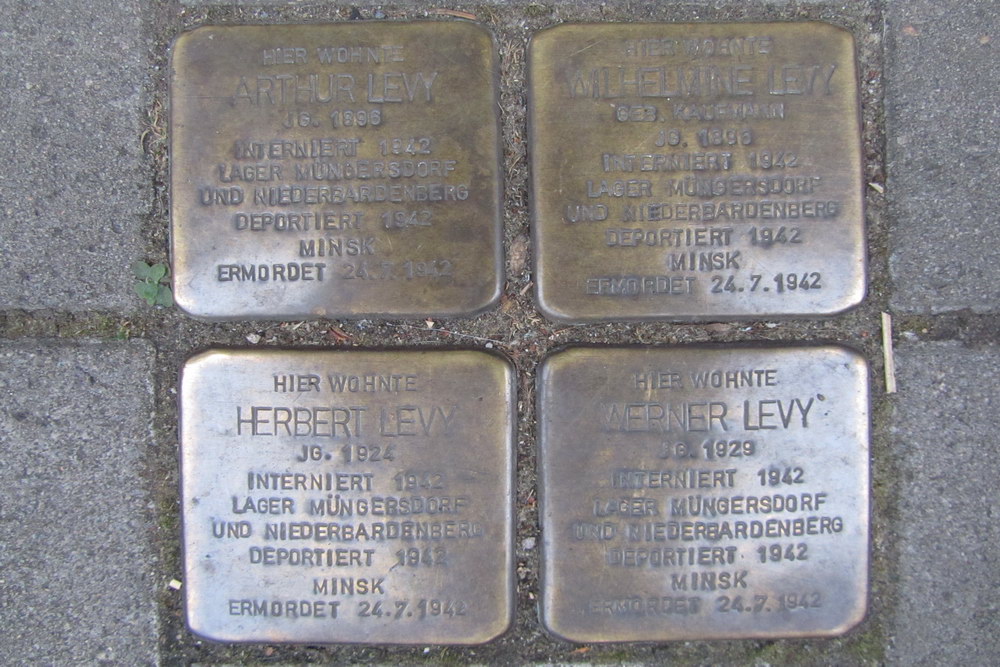 HIER WOHNTE
ARTHUR LEVY
JG. 1896
INTERNIERT 1942
LAGER MÜNGERSDORF
UND NIEDERBARDENBERG
DEPORTIERT 1942
MINSK
ERMORDET 24.7.1942
HIER WOHNTE
WILHELMINE LEVY
GEB. KAUFMANN
JG. 1896
INTERNIERT 1942
LAGER MÜNGERSDORF
UND NIEDERBARDENBERG
DEPORTIERT 1942
MINSK
ERMORDET 24.7.1942
HIER WOHNTE
HERBERT LEVY
JG. 1924
INTERNIERT 1942
LAGER MÜNGERSDORF
UND NIEDERBARDENBERG
DEPORTIERT 1942
MINSK
ERMORDET 24.7.1942
HIER WOHNTE
WERNER LEVY
JG. 1929
INTERNIERT 1942
LAGER MÜNGERSDORF
UND NIEDERBARDENBERG
DEPORTIERT 1942
MINSK
ERMORDET 24.7.1942